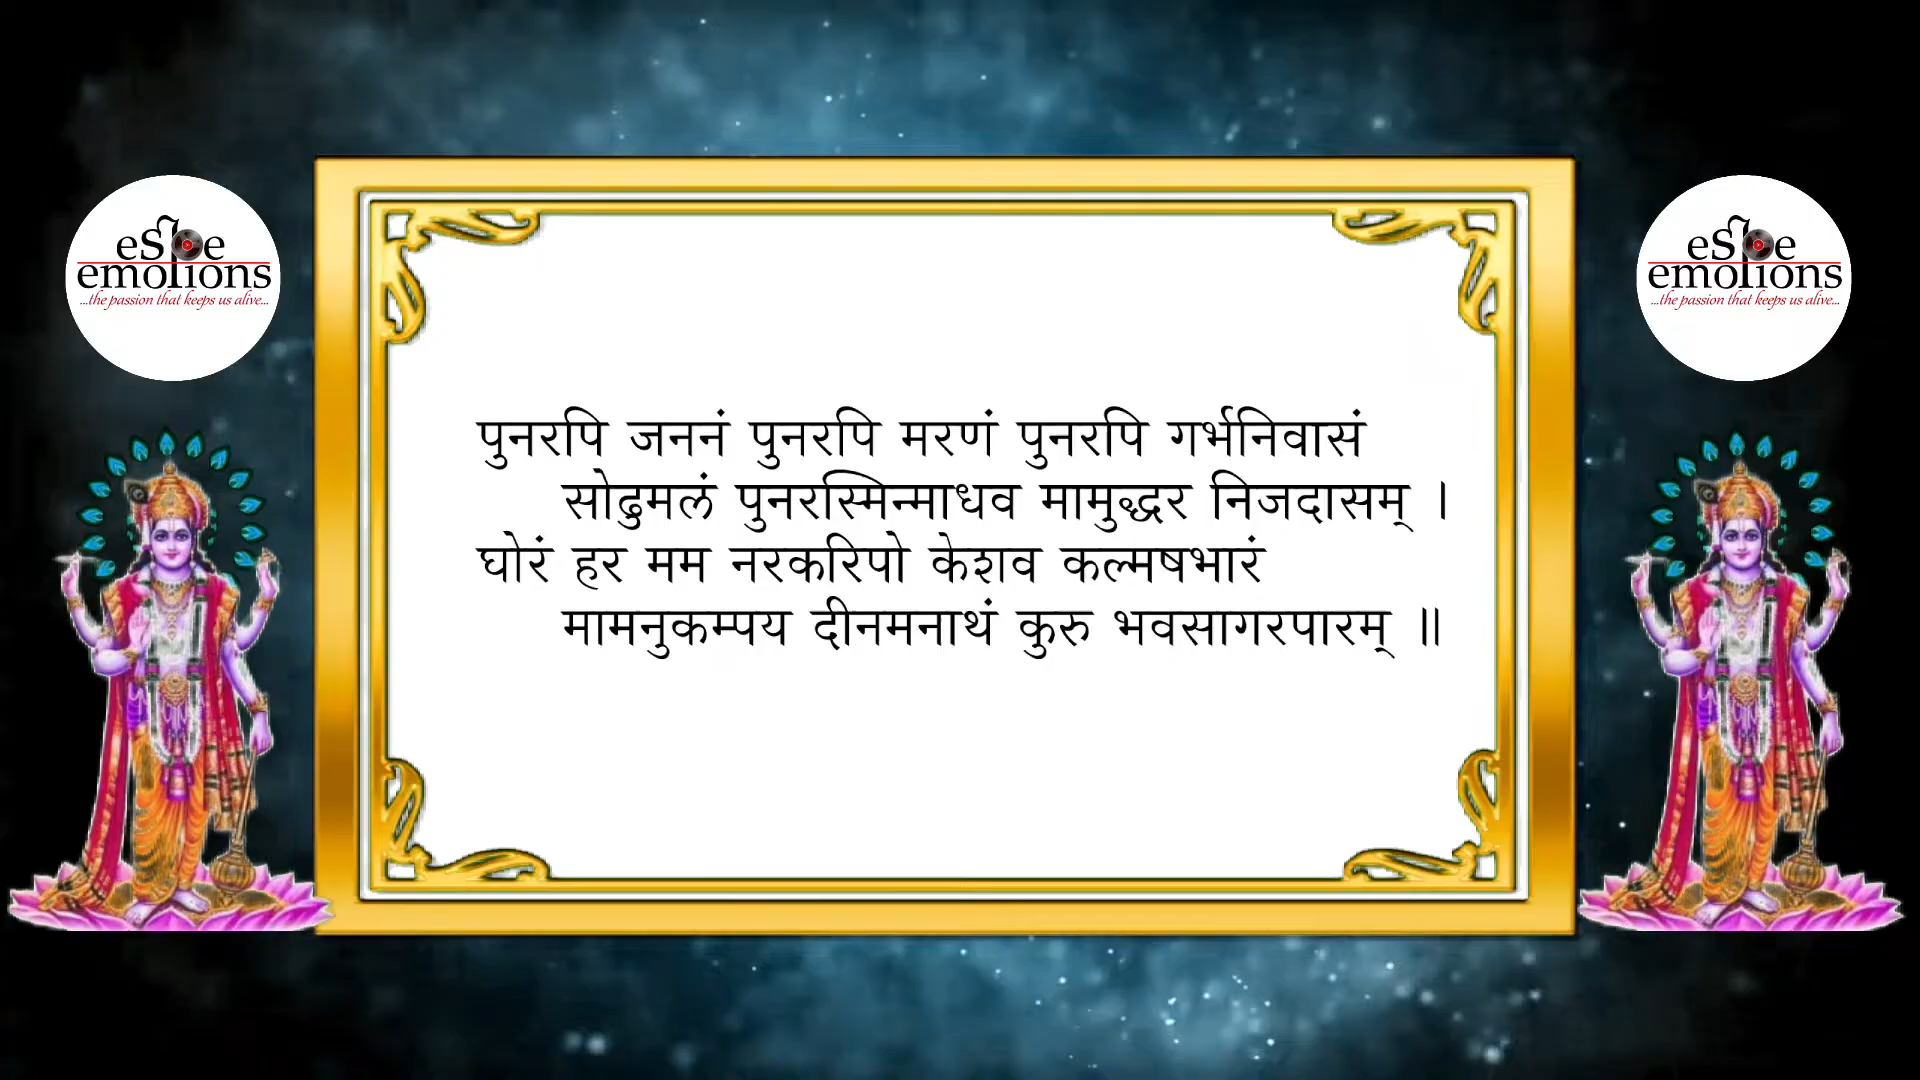 eSpe
emotions
...the passion that keeps us alive...
eSpe
emotions
...the passion that keeps us alive...
पुनरपि जननं पुनरपि मरणं पुनरपि गर्भनिवासं
सोढुमलं पुनरस्मिन्माधव मामुद्धर निजदासम् ।
घोरं हर मम नरकरिपो केशव कल्मषभारं
मामनुकम्पय दीनमनाथं कुरु भवसागरपारम् ॥